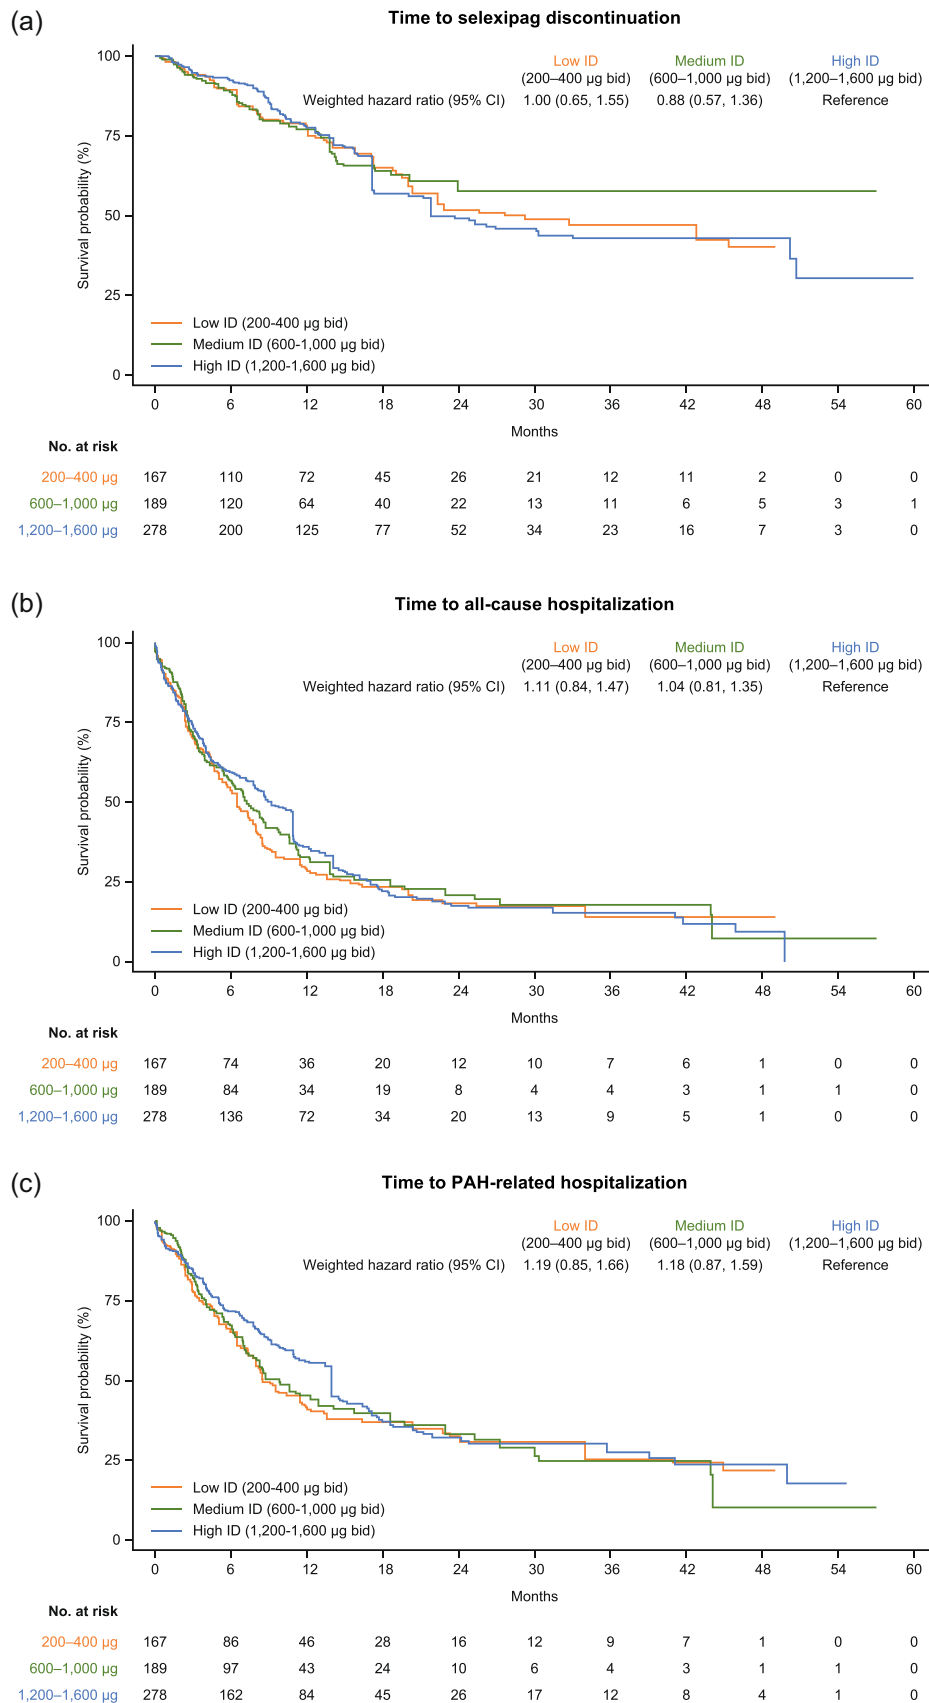 (a)
Time to selexipag discontinuation
Low ID Medium ID High ID
(200–400 µg bid) (600–1,000 µg bid) (1,200–1,600 µg bid)
Weighted hazard ratio (95% CI) 1.00 (0.65, 1.55) 0.88 (0.57, 1.36) Reference
Survival probability (%)
100
75
50
25
0
Low ID (200-400 µg bid)
Medium ID (600-1,000 µg bid)
High ID (1,200-1,600 µg bid)
0 6 12 18 24 30 36 42 48 54 60
Months
No. at risk
200–400 µg 167 110 72 45 26 21 12 11 2 0 0
600–1,000 µg 189 120 64 40 22 13 11 6 5 3 1
1,200–1,600 µg 278 200 125 77 52 34 23 16 7 3 0
(b)
Time to all-cause hospitalization
Low ID Medium ID High ID
(200–400 µg bid) (600–1,000 µg bid) (1,200–1,600 µg bid)
Weighted hazard ratio (95% CI) 1.11 (0.84, 1.47) 1.04 (0.81, 1.35) Reference
Survival probability (%)
100
75
50
25
0
Low ID (200-400 µg bid)
Medium ID (600-1,000 µg bid)
High ID (1,200-1,600 µg bid)
0 6 12 18 24 30 36 42 48 54 60
Months
No. at risk
200–400 µg 167 74 36 20 12 10 7 6 1 0 0
600–1,000 µg 189 84 34 19 8 4 4 3 1 1 0
1,200–1,600 µg 278 136 72 34 20 13 9 5 1 0 0
(c)
Time to PAH-related hospitalization
Low ID Medium ID High ID
(200–400 µg bid) (600–1,000 µg bid) (1,200–1,600 µg bid)
Weighted hazard ratio (95% CI) 1.19 (0.85, 1.66) 1.18 (0.87, 1.59) Reference
Survival probability (%)
100
75
50
25
0
Low ID (200-400 µg bid)
Medium ID (600-1,000 µg bid)
High ID (1,200-1,600 µg bid)
0 6 12 18 24 30 36 42 48 54 60
Months
No. at risk
200–400 µg 167 86 46 28 16 12 9 7 1 0 0
600–1,000 µg 189 97 43 24 10 6 4 3 1 1 0
1,200–1,600 µg 278 162 84 45 26 17 12 8 4 1 0